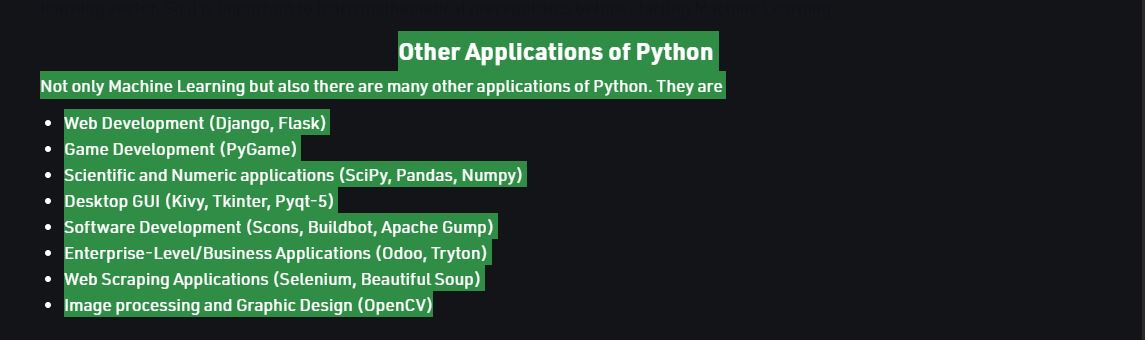 Other Applications of Python
Not only Machine Learning but also there are many other applications of Python. They are
• Web Development (Django, Flask)
• Game Development (PyGame)
• Scientific and Numeric applications (SciPy, Pandas, Numpy)
• Desktop GUI (Kivy, Tkinter, Pyqt-5)
• Software Development (Scons, Buildbot, Apache Gump)
• Enterprise-Level/Business Applications (Odoo, Tryton)
• Web Scraping Applications (Selenium, Beautiful Soup)
• Image processing and Graphic Design (OpenCV)